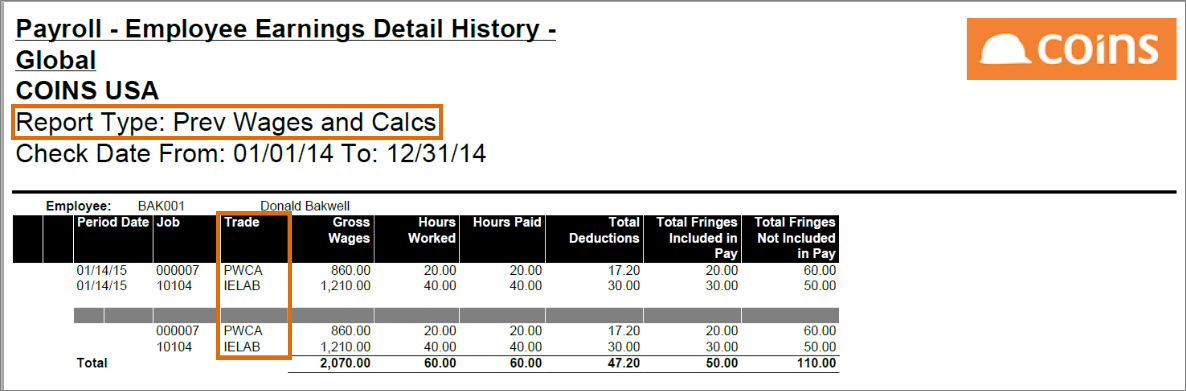 Payroll - Employee Earnings Detail History -
Global
COINS USA
Report Type: Prev Wages and Calcs
Check Date From: 01/01/14 To: 12/31/14
coins
Employee: BAK001 Donald Bakwell
Period Date Job Trade Gross Hours Hours Paid Total Total Fringes Total Fringes
Wages Worked Deductions Included in Not Included
Pay in Pay
01/14/15 000007 PWCA 860.00 20.00 20.00 17.20 20.00 60.00
01/14/15 10104 IELAB 1,210.00 40.00 40.00 30.00 30.00 50.00
000007 PWCA 860.00 20.00 20.00 17.20 20.00 60.00
10104 IELAB 1,210.00 40.00 40.00 30.00 30.00 50.00
Total 2,070.00 60.00 60.00 47.20 50.00 110.00